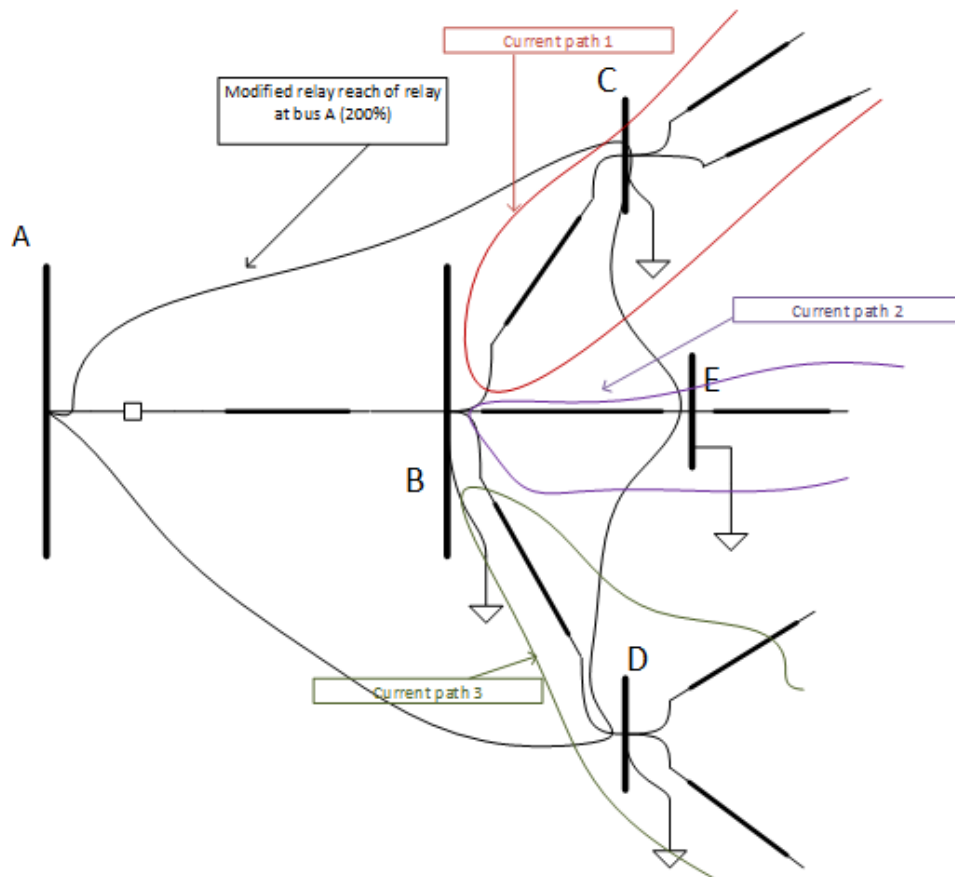 Current path 1
C
Modified relay reach of relay
at bus A (200%)
A
Current path 2
E
B
D
Current path 3